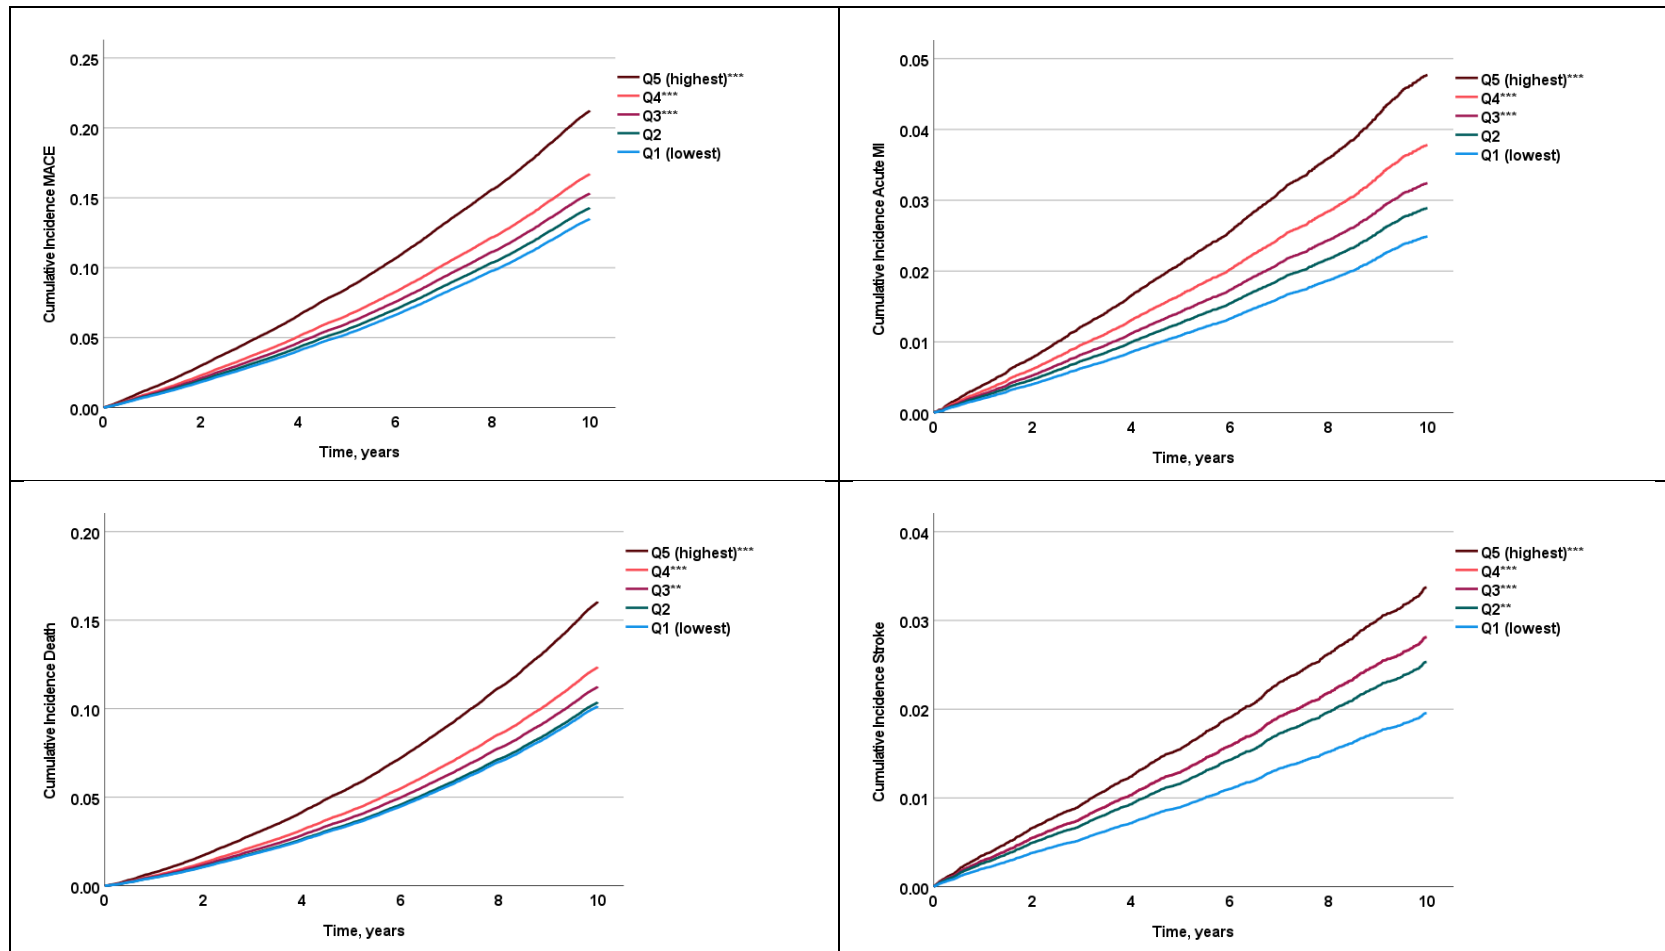 Cumulative Incidence MACE
0.25
0.20
0.15
0.10
0.05
0.00
0 2 4 6 8 10
Time, years
Q5 (highest)***
Q4***
Q3***
Q2
Q1 (lowest)
Cumulative Incidence Acute MI
0.05
0.04
0.03
0.02
0.01
0.00
0 2 4 6 8 10
Time, years
Q5 (highest)***
Q4***
Q3***
Q2
Q1 (lowest)
Cumulative Incidence Death
0.20
0.15
0.10
0.05
0.00
0 2 4 6 8 10
Time, years
Q5 (highest)***
Q4***
Q3**
Q2
Q1 (lowest)
Cumulative Incidence Stroke
0.04
0.03
0.02
0.01
0.00
0 2 4 6 8 10
Time, years
Q5 (highest)***
Q4***
Q3***
Q2**
Q1 (lowest)